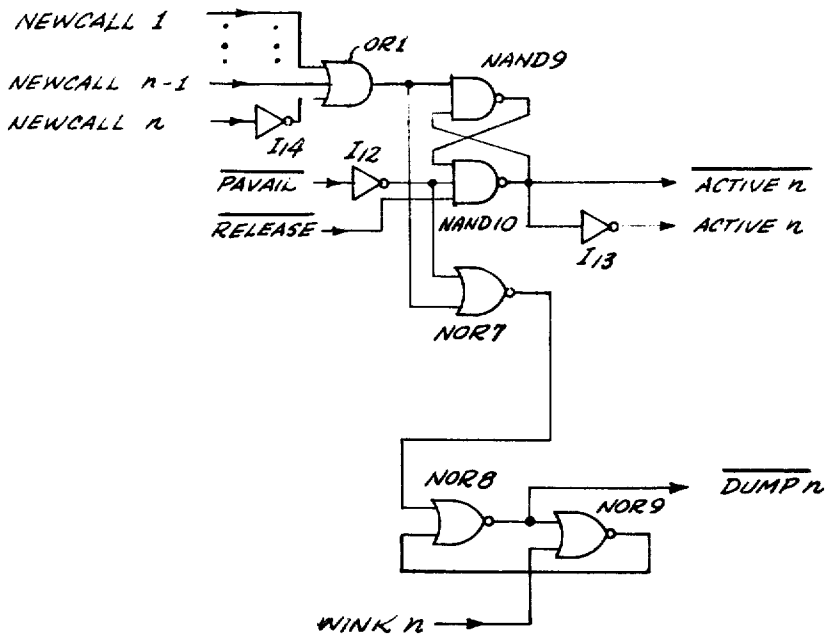 NEWCALL 1
OR1
NAND9
NEWCALL n-1
NEWCALL n
I14
I12
PAVAIL
ACTIVE n
RELEASE
NAND10
ACTIVE n
I13
NOR7
NOR8
DUMP n
NOR9
WINK n